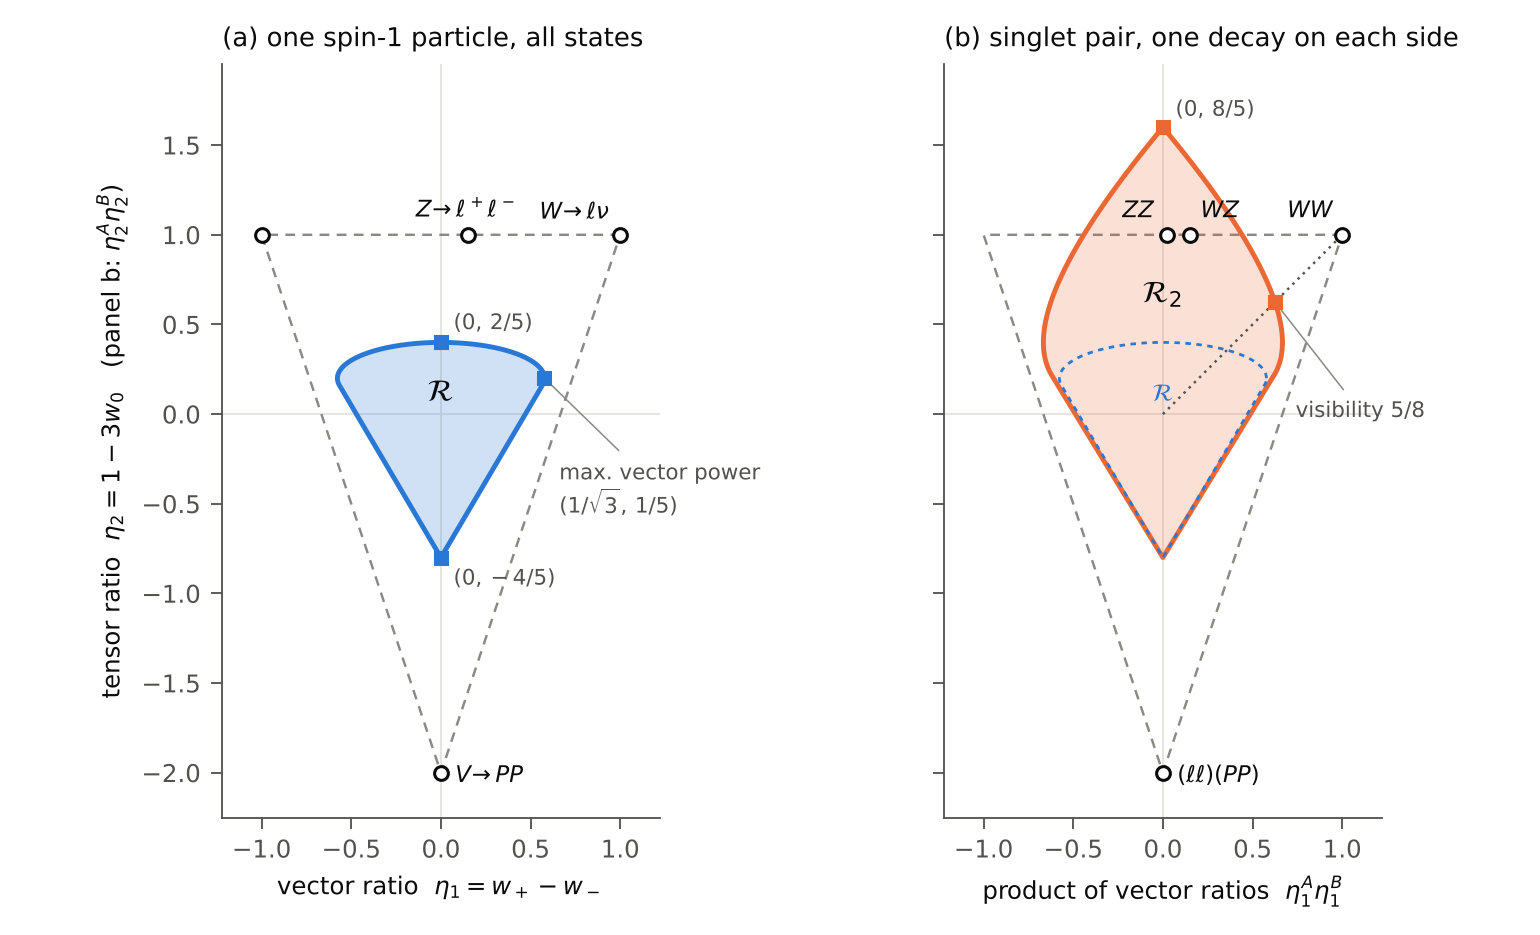 (a) one spin-1 particle, all states
tensor ratio η₂ = 1 − 3w₀ (panel b: η₂ᴬη₂ᴮ)
1.5
1.0
0.5
0.0
−0.5
−1.0
−1.5
−2.0
Z→ℓ⁺ℓ⁻
W→ℓν
(0, 2/5)
ℛ
max. vector power
(1/√3, 1/5)
(0, −4/5)
V→PP
−1.0
−0.5
0.0
0.5
1.0
vector ratio η₁ = w₊ − w₋
(b) singlet pair, one decay on each side
(0, 8/5)
ZZ
WZ
WW
ℛ₂
ℛ
visibility 5/8
(ℓℓ)(PP)
−1.0
−0.5
0.0
0.5
1.0
product of vector ratios η₁ᴬη₁ᴮ